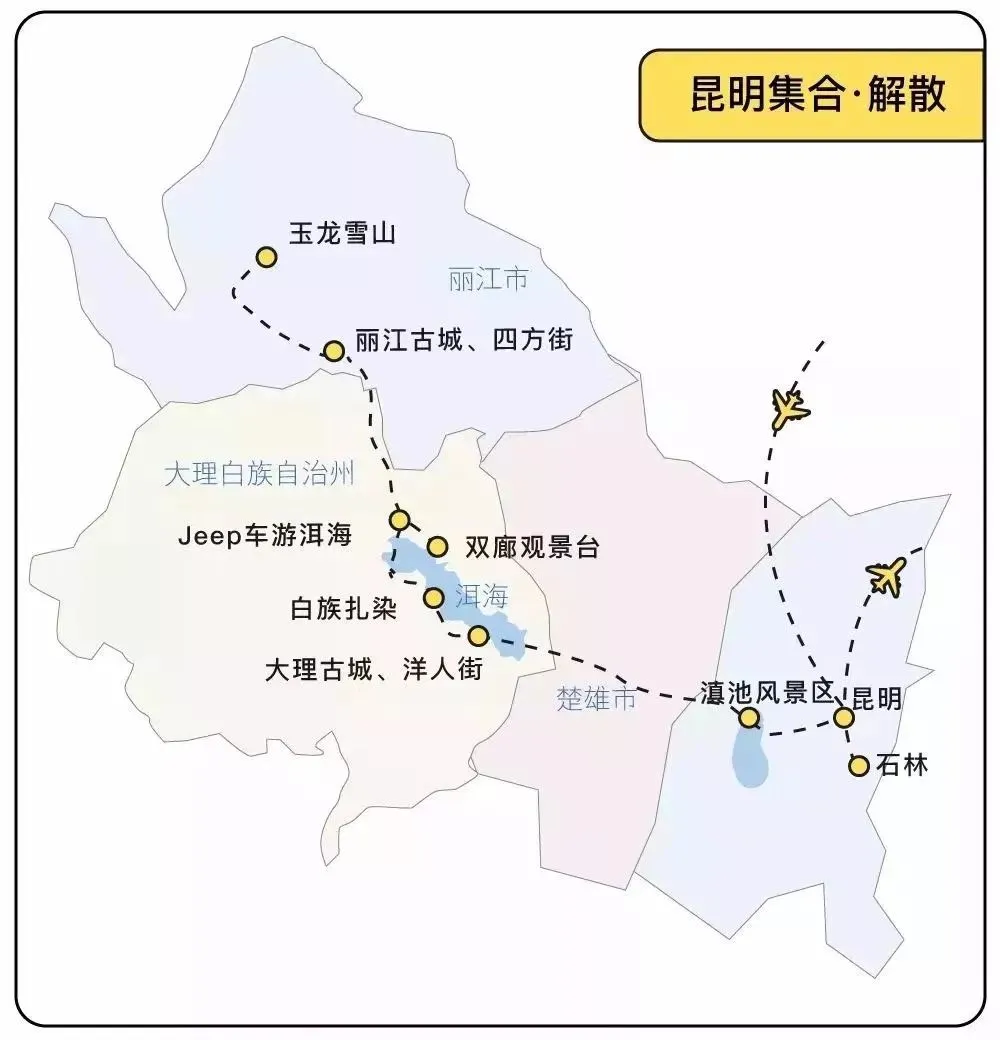 昆明集合·解散
玉龙雪山
丽江市
丽江古城、四方街
大理白族自治州
Jeep车游洱海
双廊观景台
洱海
白族扎染
大理古城、洋人街
楚雄市
滇池风景区
昆明
石林